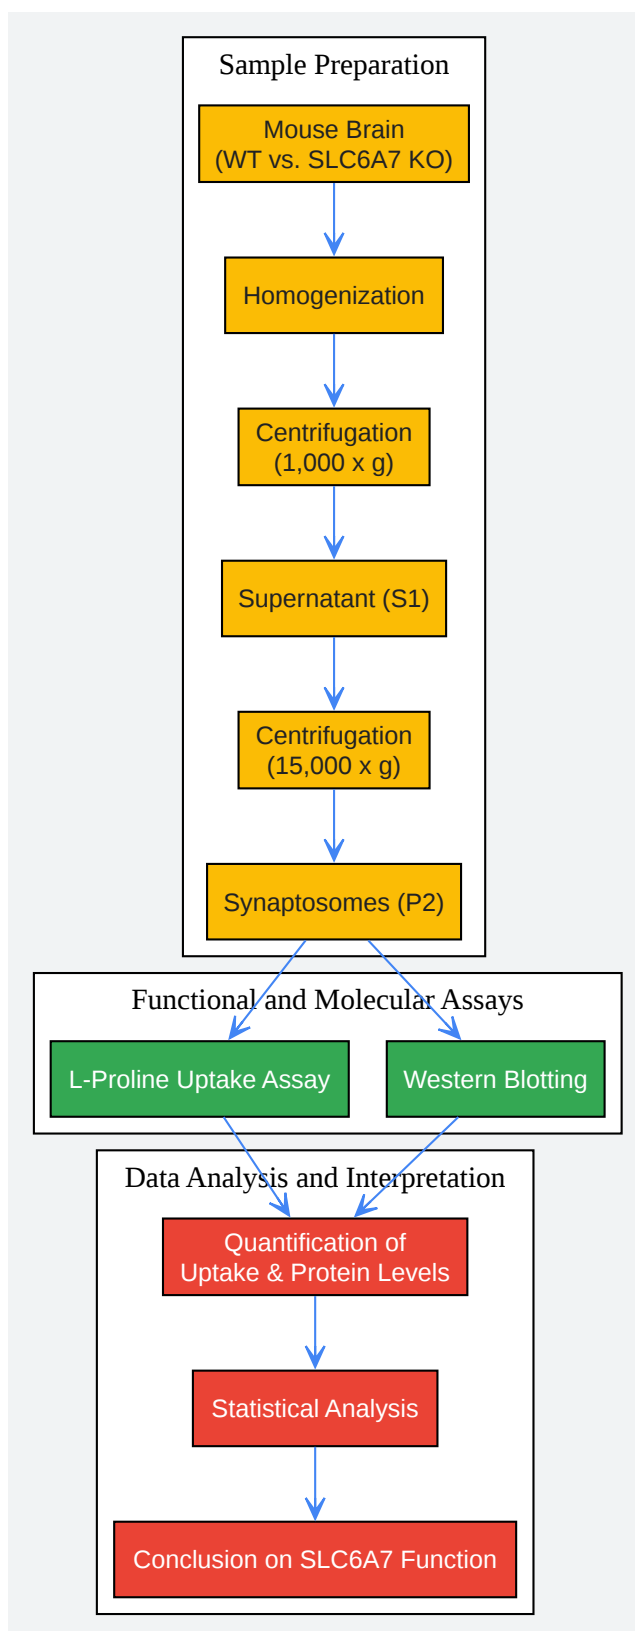 Sample Preparation
Mouse Brain
(WT vs. SLC6A7 KO)
Homogenization
Centrifugation
(1,000 x g)
Supernatant (S1)
Centrifugation
(15,000 x g)
Synaptosomes (P2)
Functional and Molecular Assays
L-Proline Uptake Assay
Western Blotting
Data Analysis and Interpretation
Quantification of
Uptake & Protein Levels
Statistical Analysis
Conclusion on SLC6A7 Function